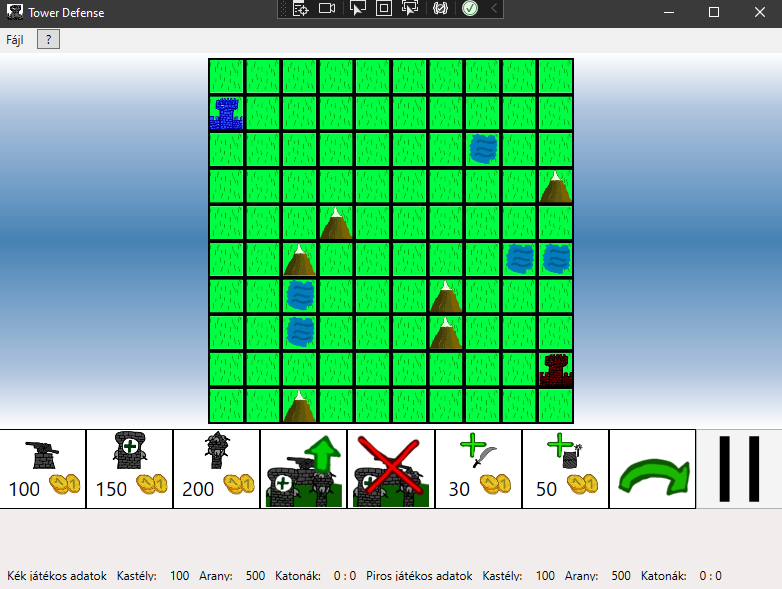 Tower Defense
Fájl ?
100 150 200 30 50
Kék játékos adatok Kastély: 100 Arany: 500 Katonák: 0 : 0 Piros játékos adatok Kastély: 100 Arany: 500 Katonák: 0 : 0